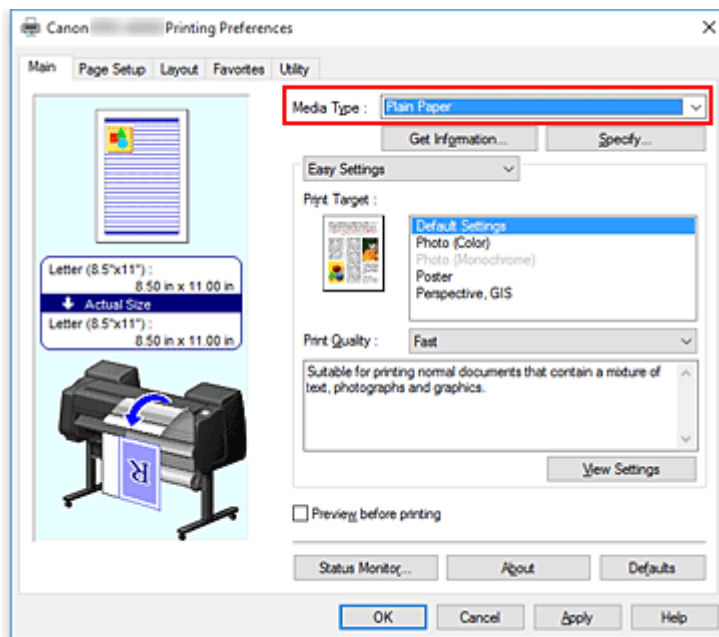 Canon Printing Preferences
Main Page Setup Layout Favorites Utility
Media Type : Plain Paper
Get Information... Specify...
Easy Settings
Print Target :
Default Settings
Photo (Color)
Photo (Monochrome)
Poster
Perspective, GIS
Letter (8.5"x11") :
8.50 in x 11.00 in
Actual Size
Letter (8.5"x11") :
8.50 in x 11.00 in
R
Print Quality : Fast
Suitable for printing normal documents that contain a mixture of
text, photographs and graphics.
View Settings
Preview before printing
Status Monitor... About Defaults
OK Cancel Apply Help